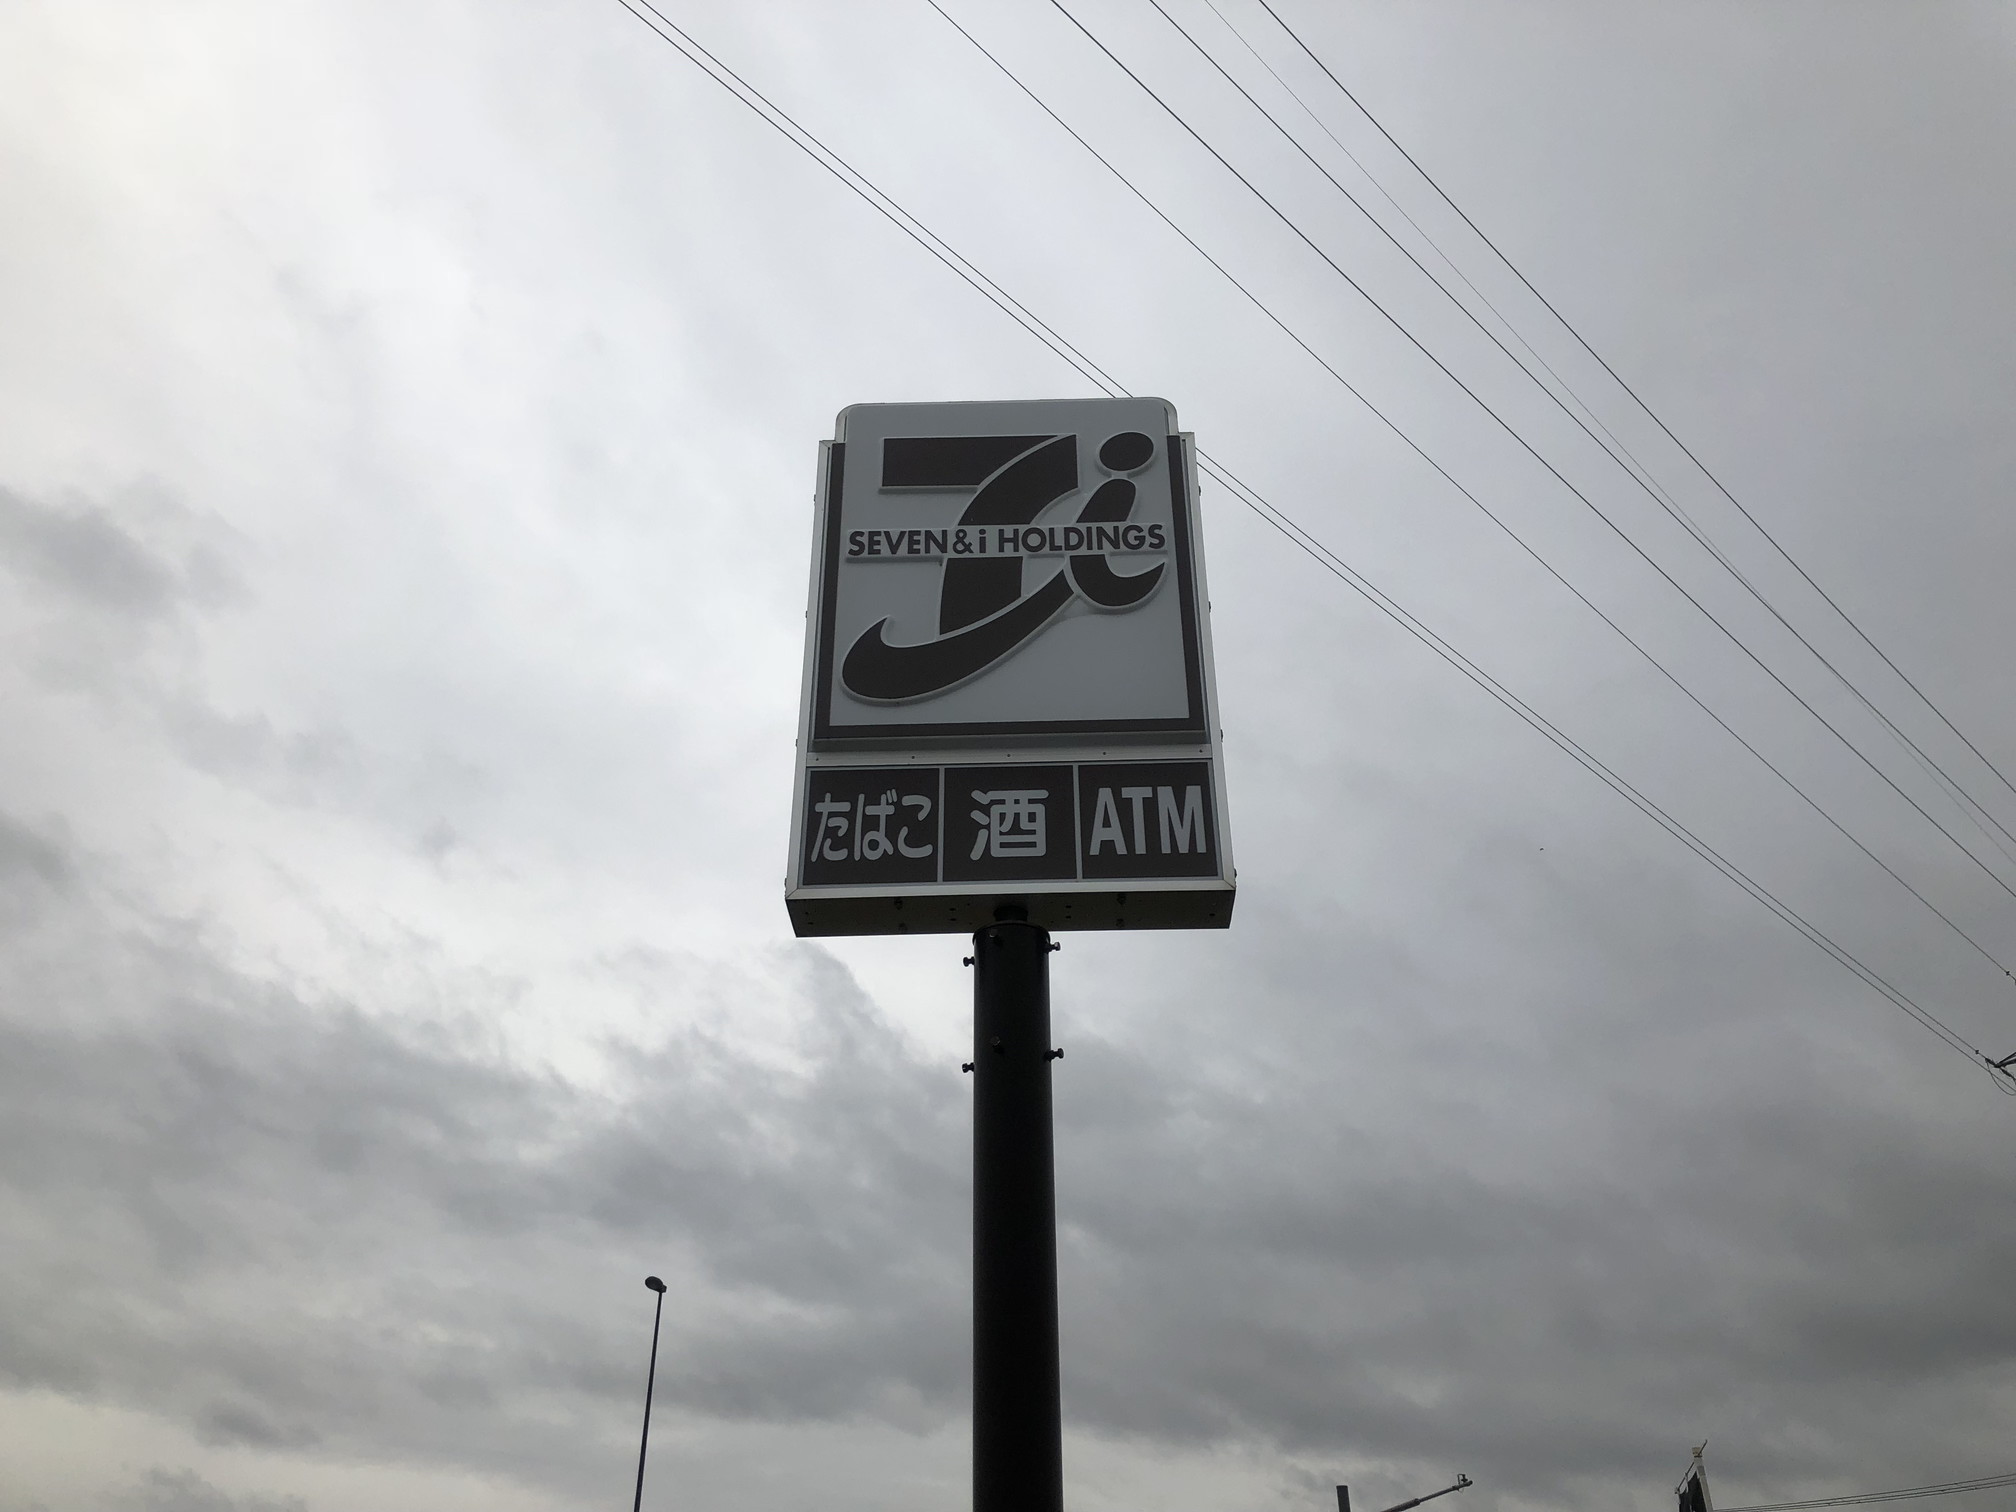 SEVEN&i HOLDINGS
たばこ 酒 ATM